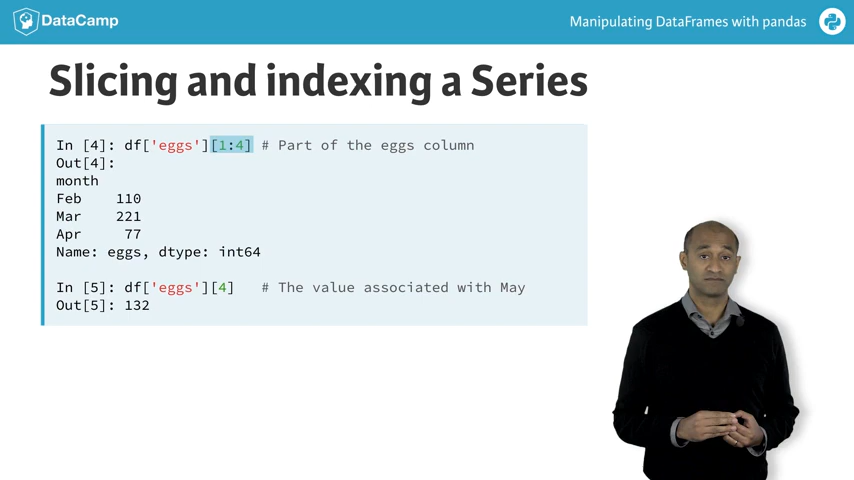 DataCamp
Manipulating DataFrames with pandas
Slicing and indexing a Series
In [4]: df['eggs'][1:4] # Part of the eggs column
Out[4]:
month
Feb    110
Mar    221
Apr     77
Name: eggs, dtype: int64
In [5]: df['eggs'][4]   # The value associated with May
Out[5]: 132